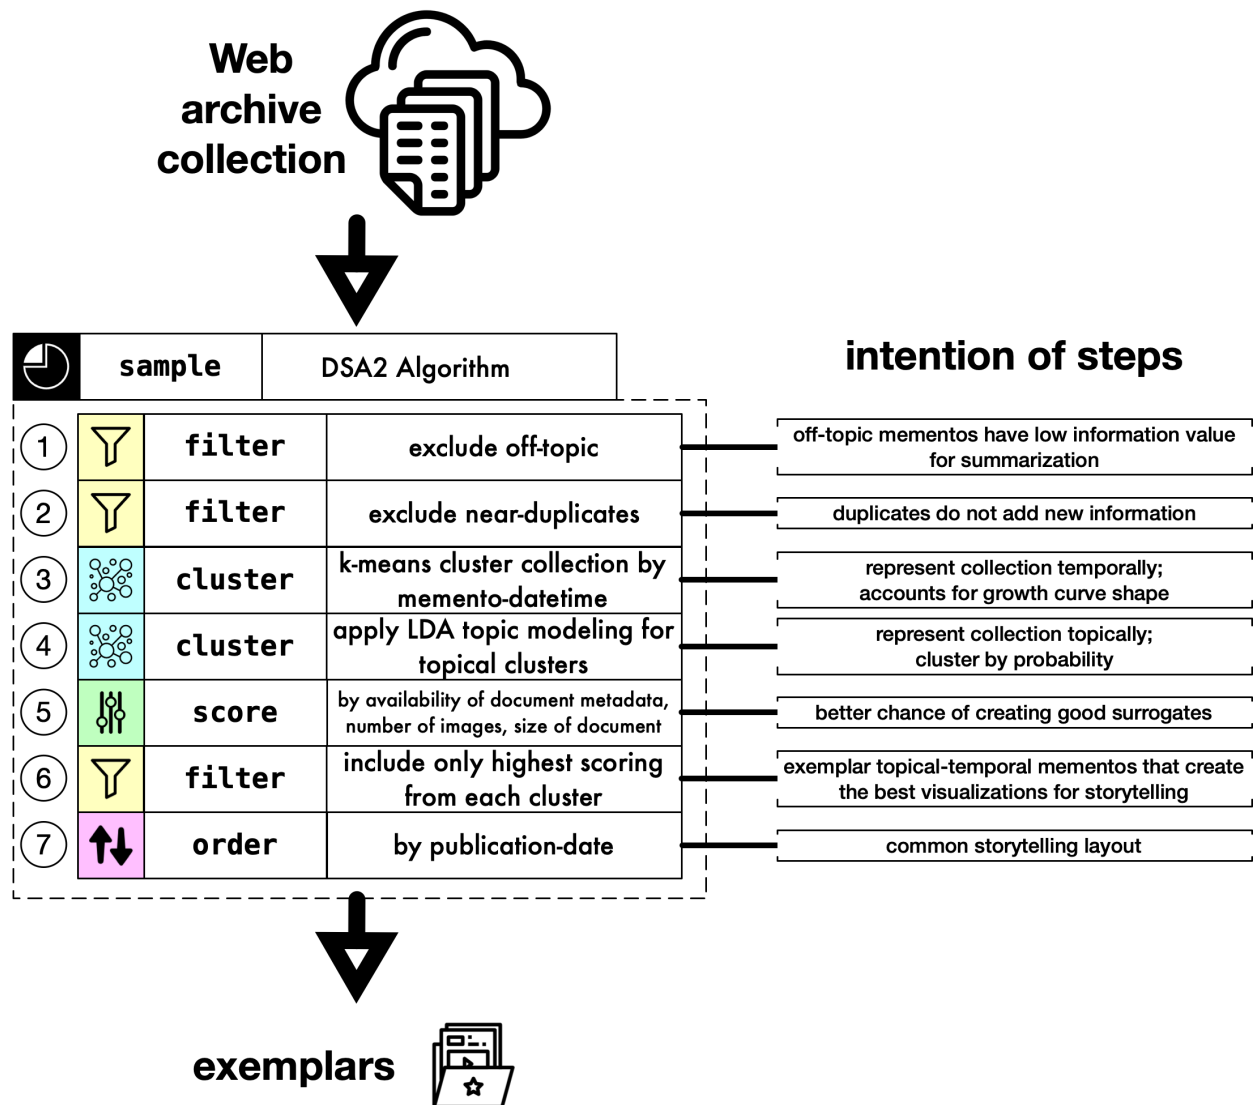 Web
archive
collection
sample
DSA2 Algorithm
intention of steps
1
filter
exclude off-topic
off-topic mementos have low information value
for summarization
2
filter
exclude near-duplicates
duplicates do not add new information
3
cluster
k-means cluster collection by
memento-datetime
represent collection temporally;
accounts for growth curve shape
4
cluster
apply LDA topic modeling for
topical clusters
represent collection topically;
cluster by probability
5
score
by availability of document metadata,
number of images, size of document
better chance of creating good surrogates
6
filter
include only highest scoring
from each cluster
exemplar topical-temporal mementos that create
the best visualizations for storytelling
7
order
by publication-date
common storytelling layout
exemplars